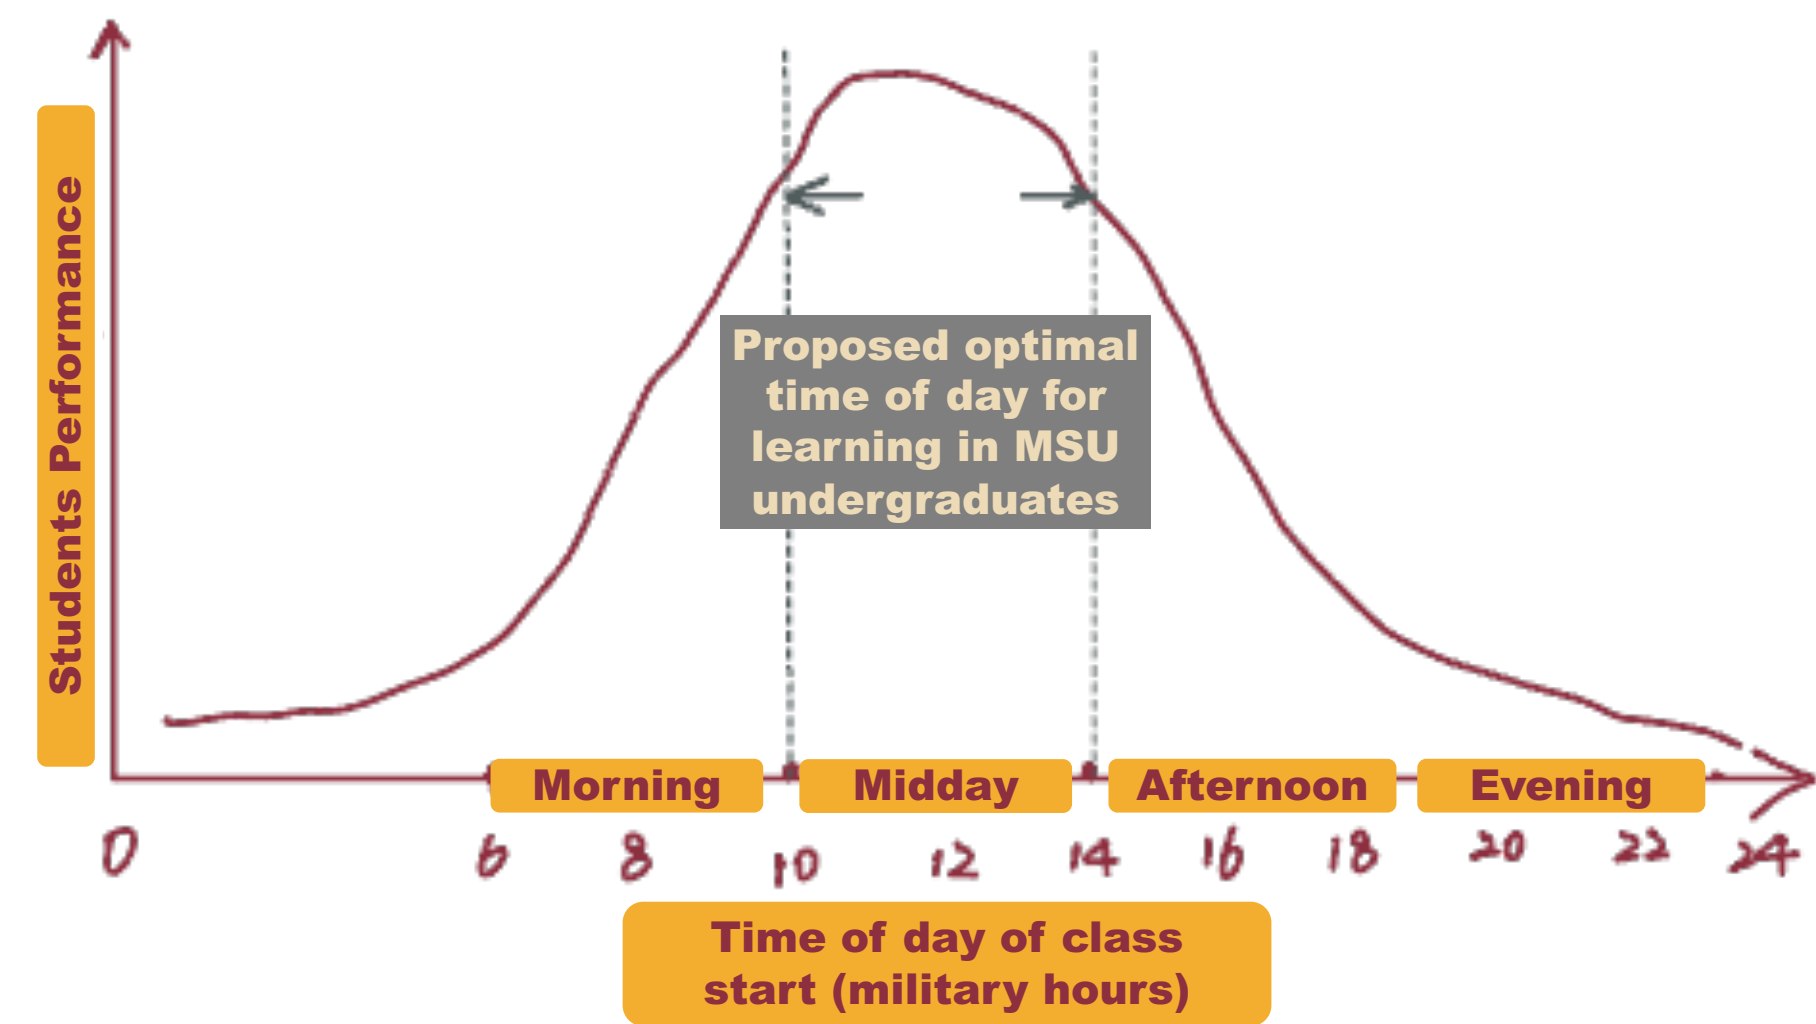 Students Performance
Proposed optimal
time of day for
learning in MSU
undergraduates
Morning Midday Afternoon Evening
0 6 8 10 12 14 16 18 20 22 24
Time of day of class
start (military hours)